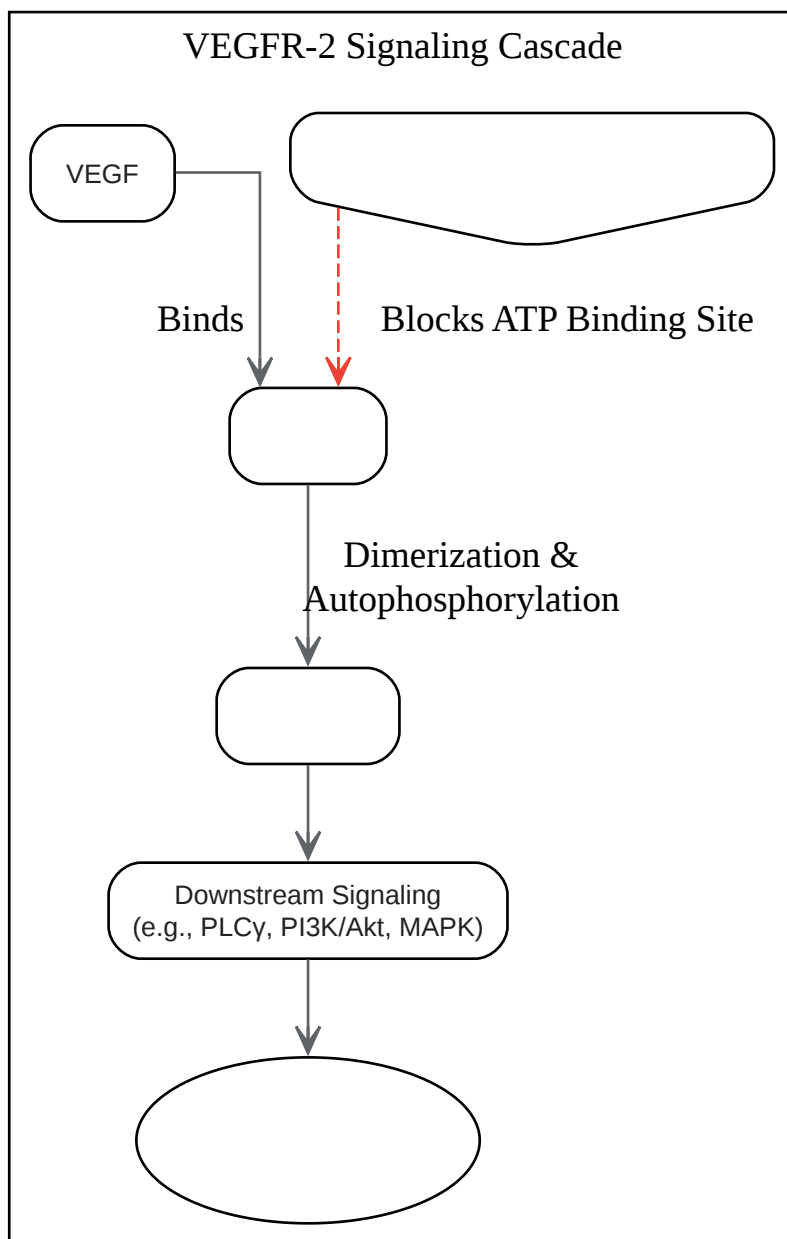 VEGFR-2 Signaling Cascade
VEGF
Binds
Blocks ATP Binding Site
Dimerization &
Autophosphorylation
Downstream Signaling
(e.g., PLCγ, PI3K/Akt, MAPK)